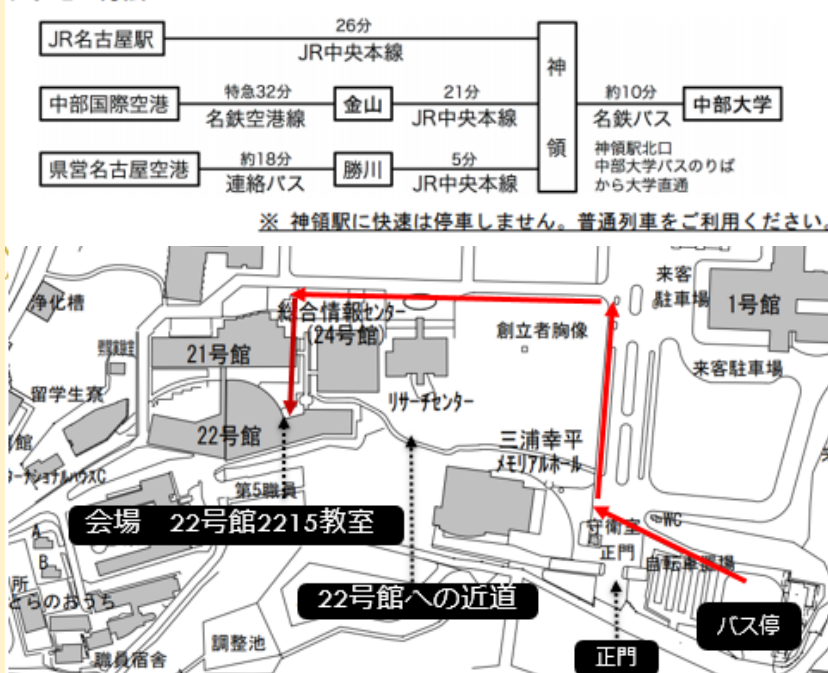 26分
JR名古屋駅
JR中央本線
神領
特急32分
21分
約10分
中部国際空港
金山
中部大学
名鉄空港線
JR中央本線
名鉄バス
約18分
5分
県営名古屋空港
勝川
連絡バス
JR中央本線
神領駅北口
中部大学バスのりば
から大学直通
※ 神領駅に快速は停車しません。普通列車をご利用ください。
来客
駐車場
1号館
浄化槽
総合情報センター
(24号館)
創立者胸像
21号館
来客駐車場
留学生寮
リサーチセンター
22号館
三浦幸平
メモリアルホール
第5職員
会場 22号館2215教室
守衛室
WC
正門
自転車置場
A
B
22号館への近道
とらのおうち
バス停
調整池
正門
職員宿舎